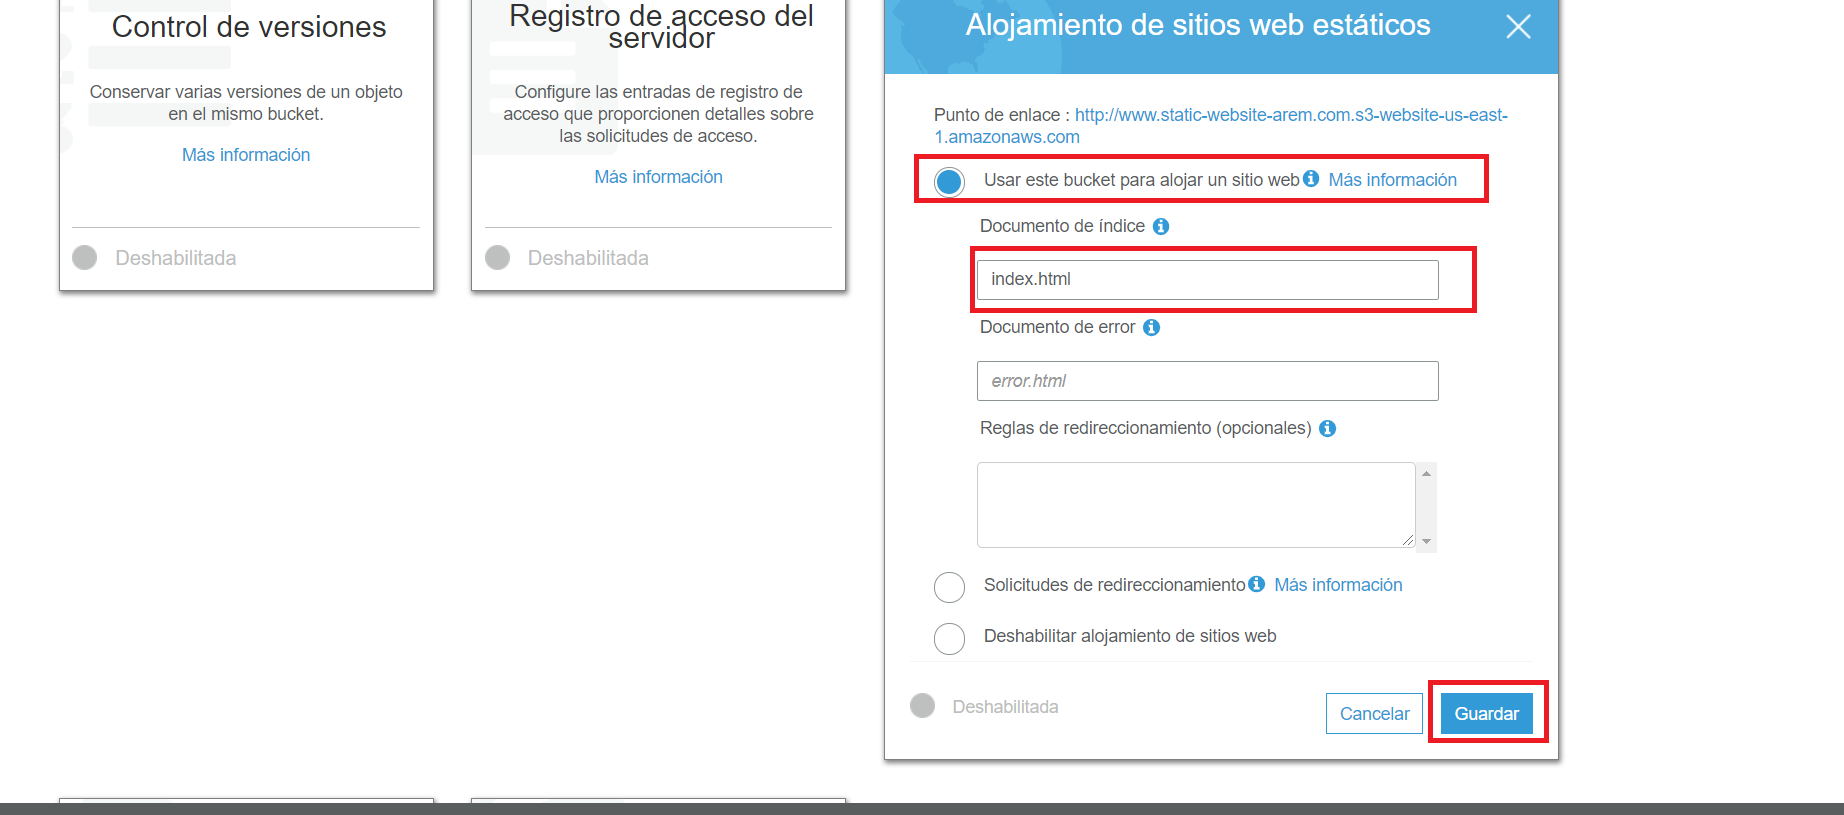 Control de versiones
Conservar varias versiones de un objeto
en el mismo bucket.
Más información
Deshabilitada
Registro de acceso del
servidor
Configure las entradas de registro de
acceso que proporcionen detalles sobre
las solicitudes de acceso.
Más información
Deshabilitada
Alojamiento de sitios web estáticos
Punto de enlace : http://www.static-website-arem.com.s3-website-us-east-
1.amazonaws.com
Usar este bucket para alojar un sitio web Más información
Documento de índice
index.html
Documento de error
error.html
Reglas de redireccionamiento (opcionales)
Solicitudes de redireccionamiento Más información
Deshabilitar alojamiento de sitios web
Deshabilitada
Cancelar
Guardar